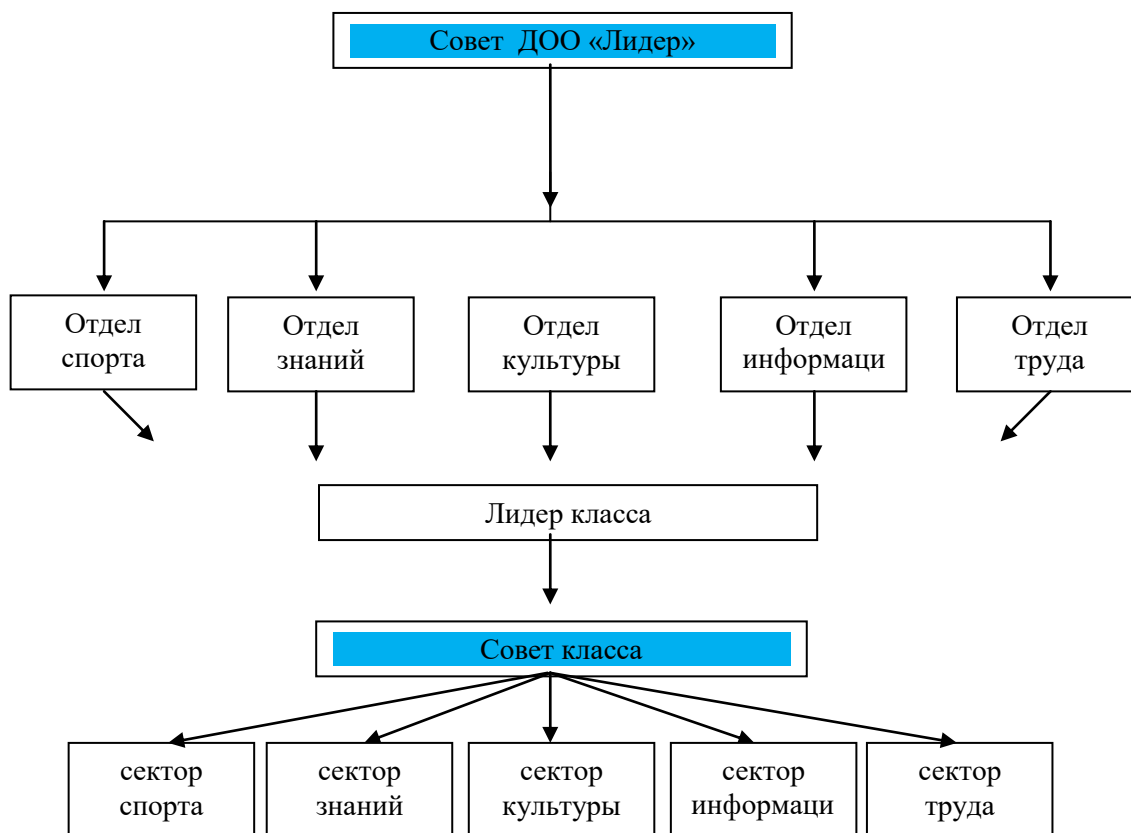 Совет ДОО «Лидер»
Отдел
спорта
Отдел
знаний
Отдел
культуры
Отдел
информаци
Отдел
труда
Лидер класса
Совет класса
сектор
спорта
сектор
знаний
сектор
культуры
сектор
информаци
сектор
труда